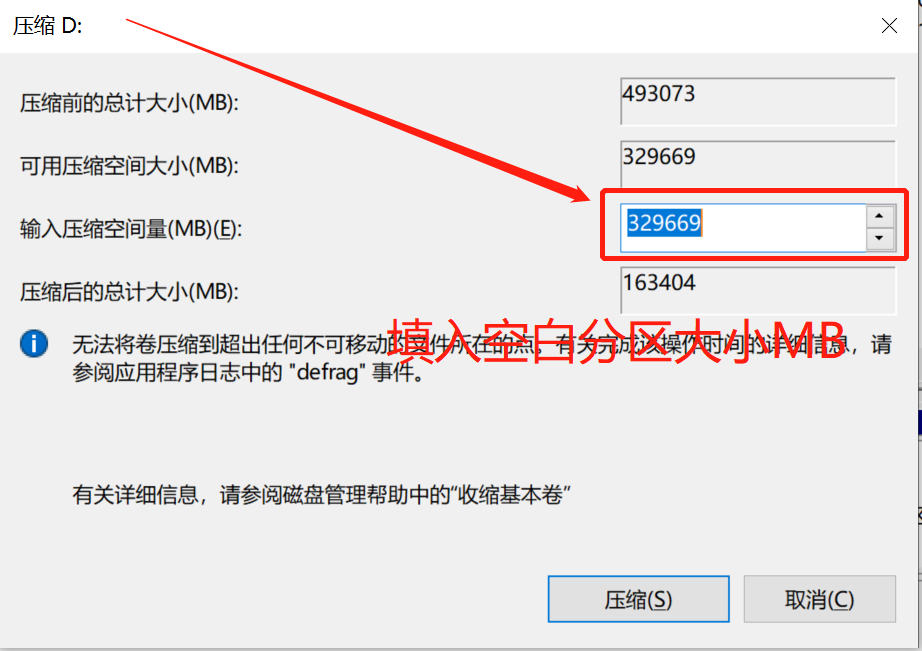 压缩 D:
压缩前的总计大小(MB):
493073
可用压缩空间大小(MB):
329669
输入压缩空间量(MB)(E):
329669
压缩后的总计大小(MB):
163404
填入空白分区大小MB
无法将卷压缩到超出任何不可移动的文件所在的点。有关完成该操作时间的详细信息，请
参阅应用程序日志中的 "defrag" 事件。
有关详细信息，请参阅磁盘管理帮助中的“收缩基本卷”
压缩(S)
取消(C)